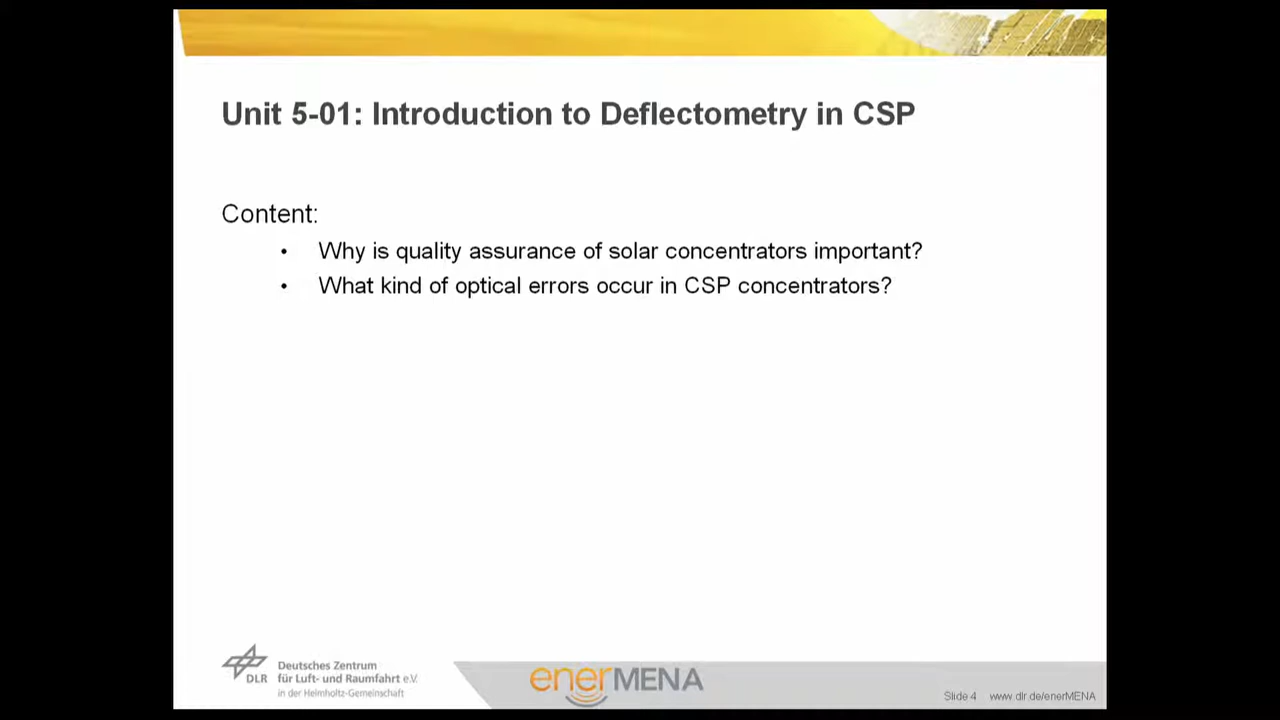 Unit 5-01: Introduction to Deflectometry in CSP
Content:
• Why is quality assurance of solar concentrators important?
• What kind of optical errors occur in CSP concentrators?
DLR
Deutsches Zentrum
für Luft- und Raumfahrt e.V.
in der Helmholtz-Gemeinschaft
enerMENA
Slide 4 www.dlr.de/enerMENA